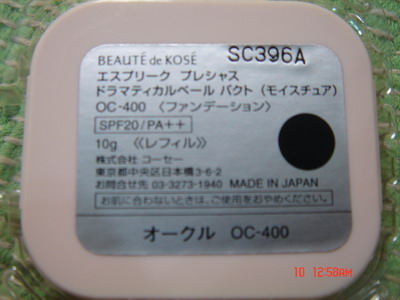 SC396A
BEAUTÉ de KOSÉ
エスプリーク プレシャス
ドラマティカルベール パクト（モイスチュア）
OC-400 〈ファンデーション〉
SPF20/PA++
10g 《レフィル》
株式会社 コーセー
東京都中央区日本橋3-6-2
お問合せ先 03-3273-1940 MADE IN JAPAN
お肌に合わないときは、ご使用をおやめください。
オークル OC-400
10 12:58AM